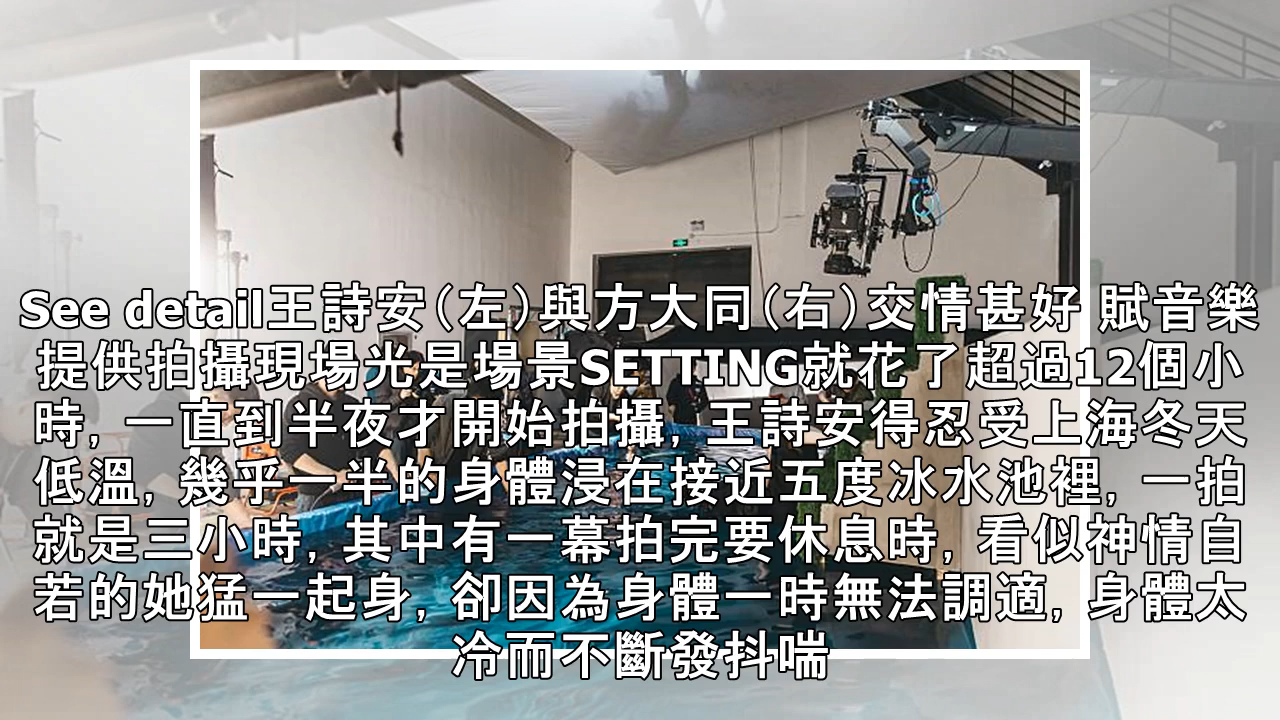 See detail王詩安（左）與方大同（右）交情甚好 賦音樂
提供拍攝現場光是場景SETTING就花了超過12個小
時, 一直到半夜才開始拍攝, 王詩安得忍受上海冬天
低溫, 幾乎一半的身體浸在接近五度冰水池裡, 一拍
就是三小時, 其中有一幕拍完要休息時, 看似神情自
若的她猛一起身, 卻因為身體一時無法調適, 身體太
冷而不斷發抖喘